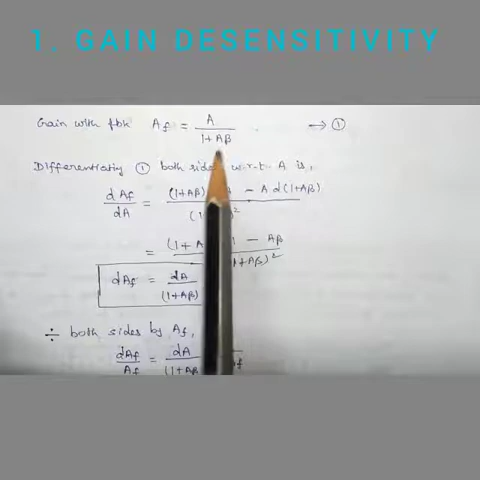 1. GAIN DESENSITIVITY
Gain with fbk Af = A / (1+Aβ) → ①
Differentiating ① both sides w.r.t. A is,
dAf/dA = (1+Aβ) - A d(1+Aβ) / (1 )²
= (1+A 1 - Aβ / +Aβ)²
dAf = dA / (1+Aβ)
÷ both sides by Af,
dAf/Af = dA / (1+Aβ f